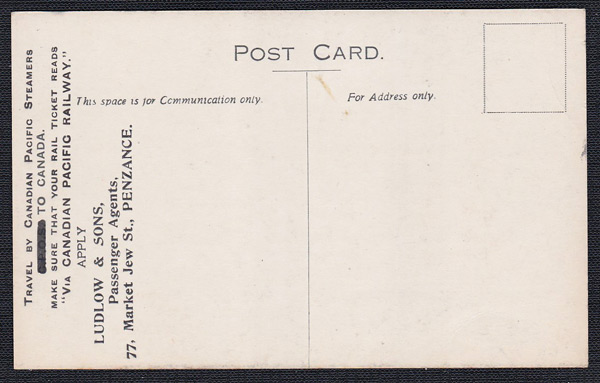 POST CARD.
This space is for Communication only.
For Address only.
TRAVEL BY CANADIAN PACIFIC STEAMERS
TO CANADA.
MAKE SURE THAT YOUR RAIL TICKET READS
"VIA CANADIAN PACIFIC RAILWAY."
APPLY
LUDLOW & SONS,
Passenger Agents,
77, Market Jew St., PENZANCE.